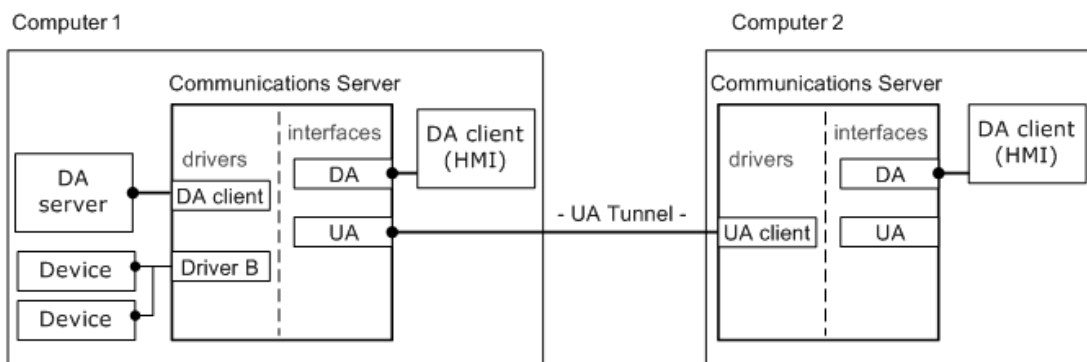 Computer 1
Computer 2
Communications Server
Communications Server
interfaces
DA client
(HMI)
drivers
DA
DA
server
DA client
UA
Device
Driver B
Device
- UA Tunnel -
interfaces
DA client
(HMI)
drivers
DA
UA client
UA